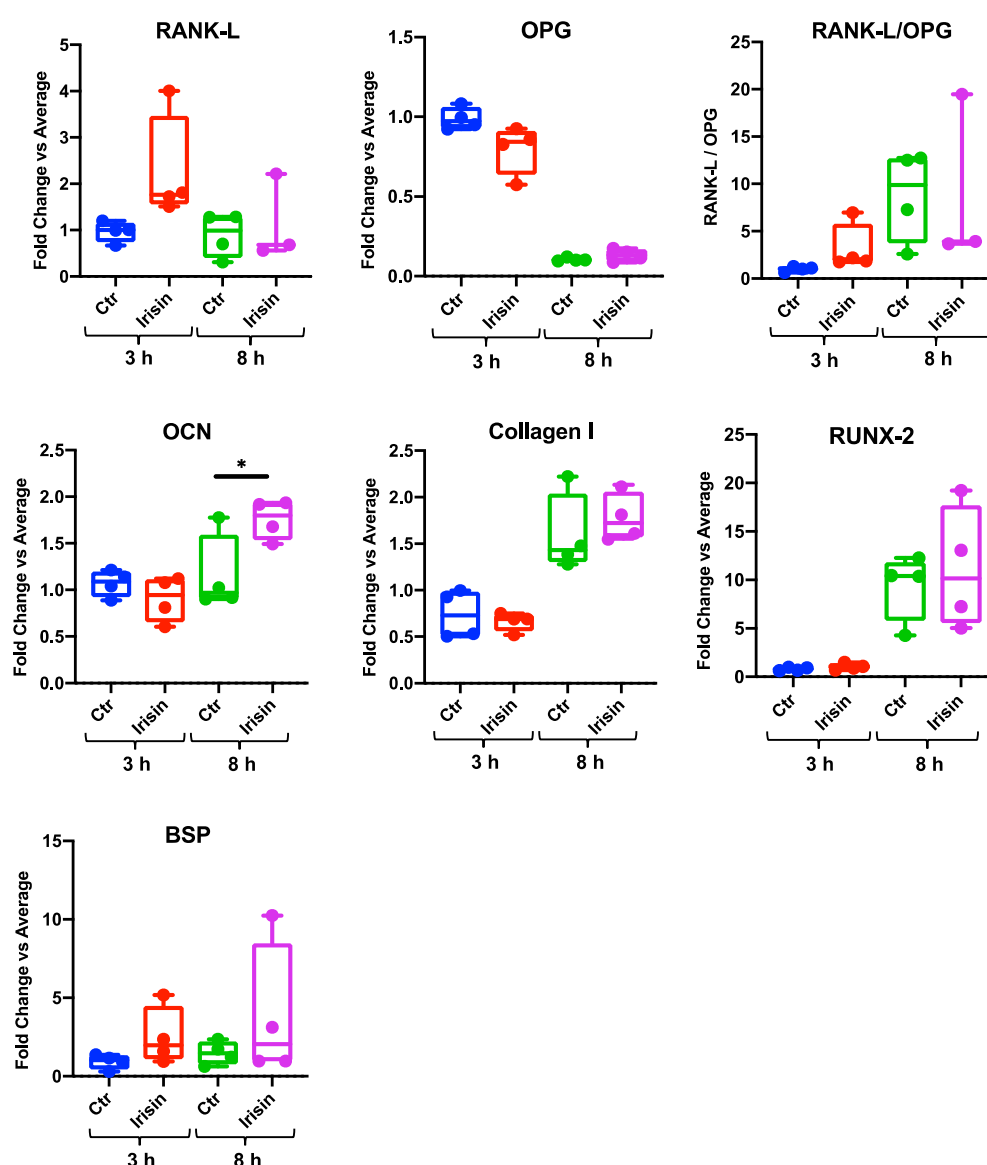 RANK-L
Fold Change vs Average
5
4
3
2
1
0
Ctr
Irisin
Ctr
Irisin
3 h
8 h
OPG
Fold Change vs Average
1.5
1.0
0.5
0.0
Ctr
Irisin
Ctr
Irisin
3 h
8 h
RANK-L/OPG
RANK-L / OPG
25
20
15
10
5
0
Ctr
Irisin
Ctr
Irisin
3 h
8 h
OCN
Fold Change vs Average
2.5
2.0
1.5
1.0
0.5
0.0
*
Ctr
Irisin
Ctr
Irisin
3 h
8 h
Collagen I
Fold Change vs Average
2.5
2.0
1.5
1.0
0.5
0.0
Ctr
Irisin
Ctr
Irisin
3 h
8 h
RUNX-2
Fold Change vs Average
25
20
15
10
5
0
Ctr
Irisin
Ctr
Irisin
3 h
8 h
BSP
Fold Change vs Average
15
10
5
0
Ctr
Irisin
Ctr
Irisin
3 h
8 h